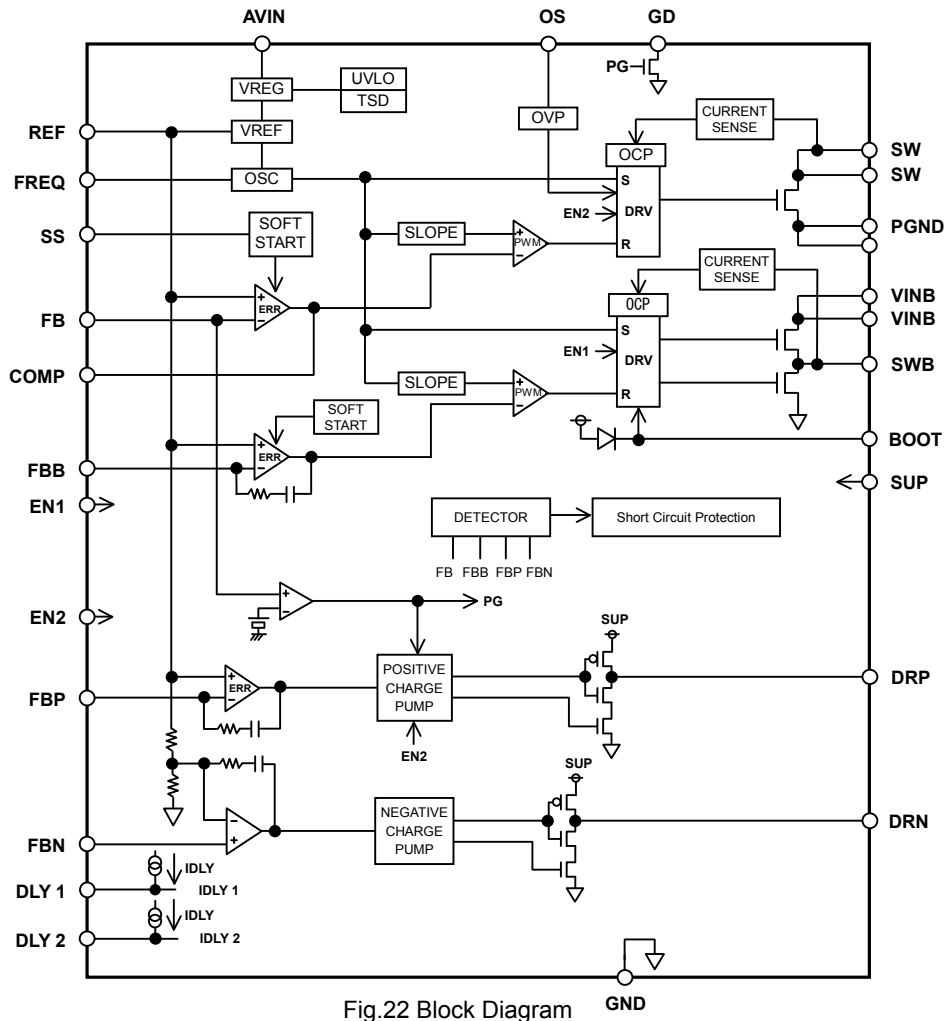 AVIN OS GD
PG
VREG UVLO
TSD
CURRENT
SENSE
OVP
REF VREF
OCP
SW
FREQ OSC S SW
SS SOFT
START
EN2 DRV
SLOPE + PWM - R
PGND
CURRENT
SENSE
+ ERR -
FB
OCP
VINB
VINB
S
COMP EN1 DRV SWB
SLOPE + PWM - R
SOFT
START
+ ERR -
BOOT
FBB
SUP
EN1
DETECTOR Short Circuit Protection
FB FBB FBP FBN
+ -
PG
EN2
SUP
POSITIVE
CHARGE
PUMP
+ ERR -
FBP DRP
EN2
SUP
NEGATIVE
CHARGE
PUMP
- +
DRN
FBN
IDLY
DLY 1 IDLY 1
IDLY
DLY 2 IDLY 2
GND
Fig.22 Block Diagram